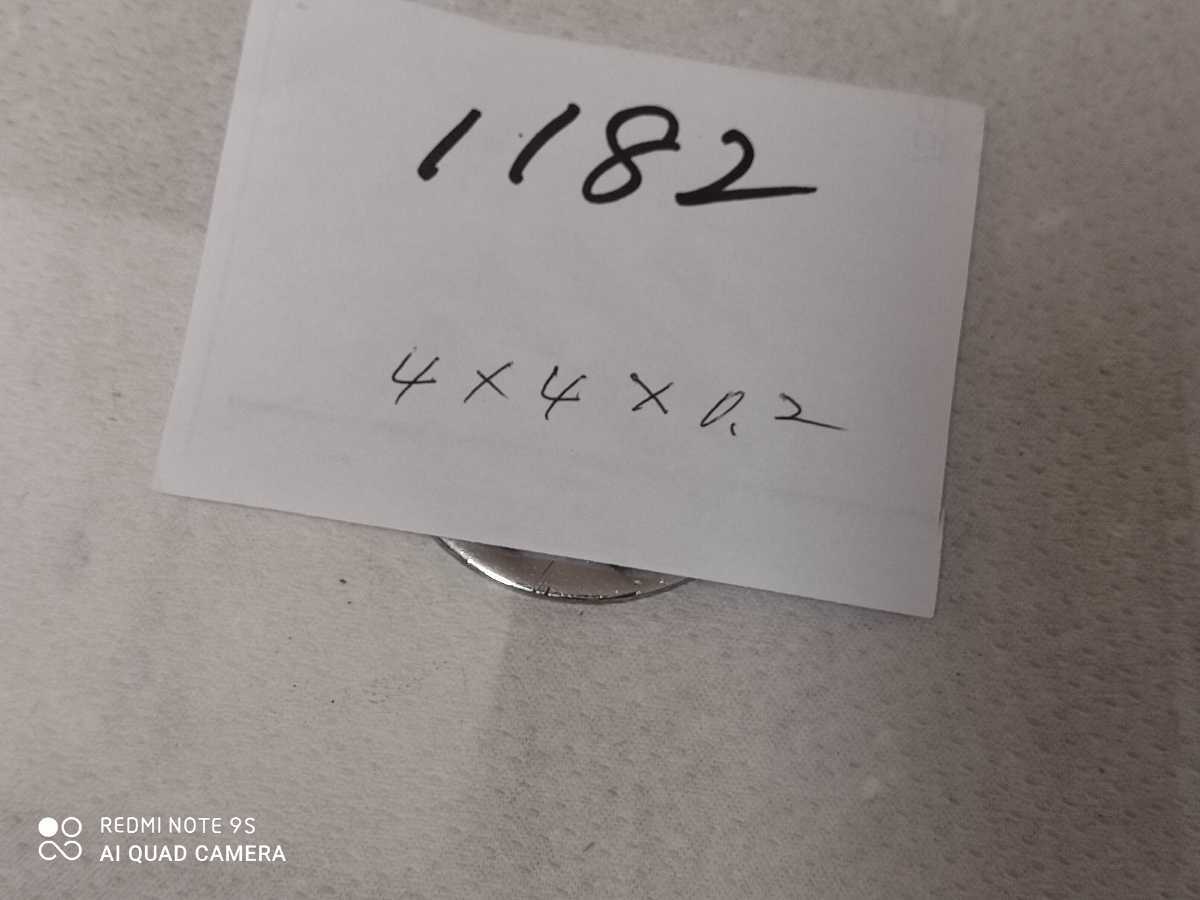 1182
4×4×0.2
REDMI NOTE 9S
AI QUAD CAMERA